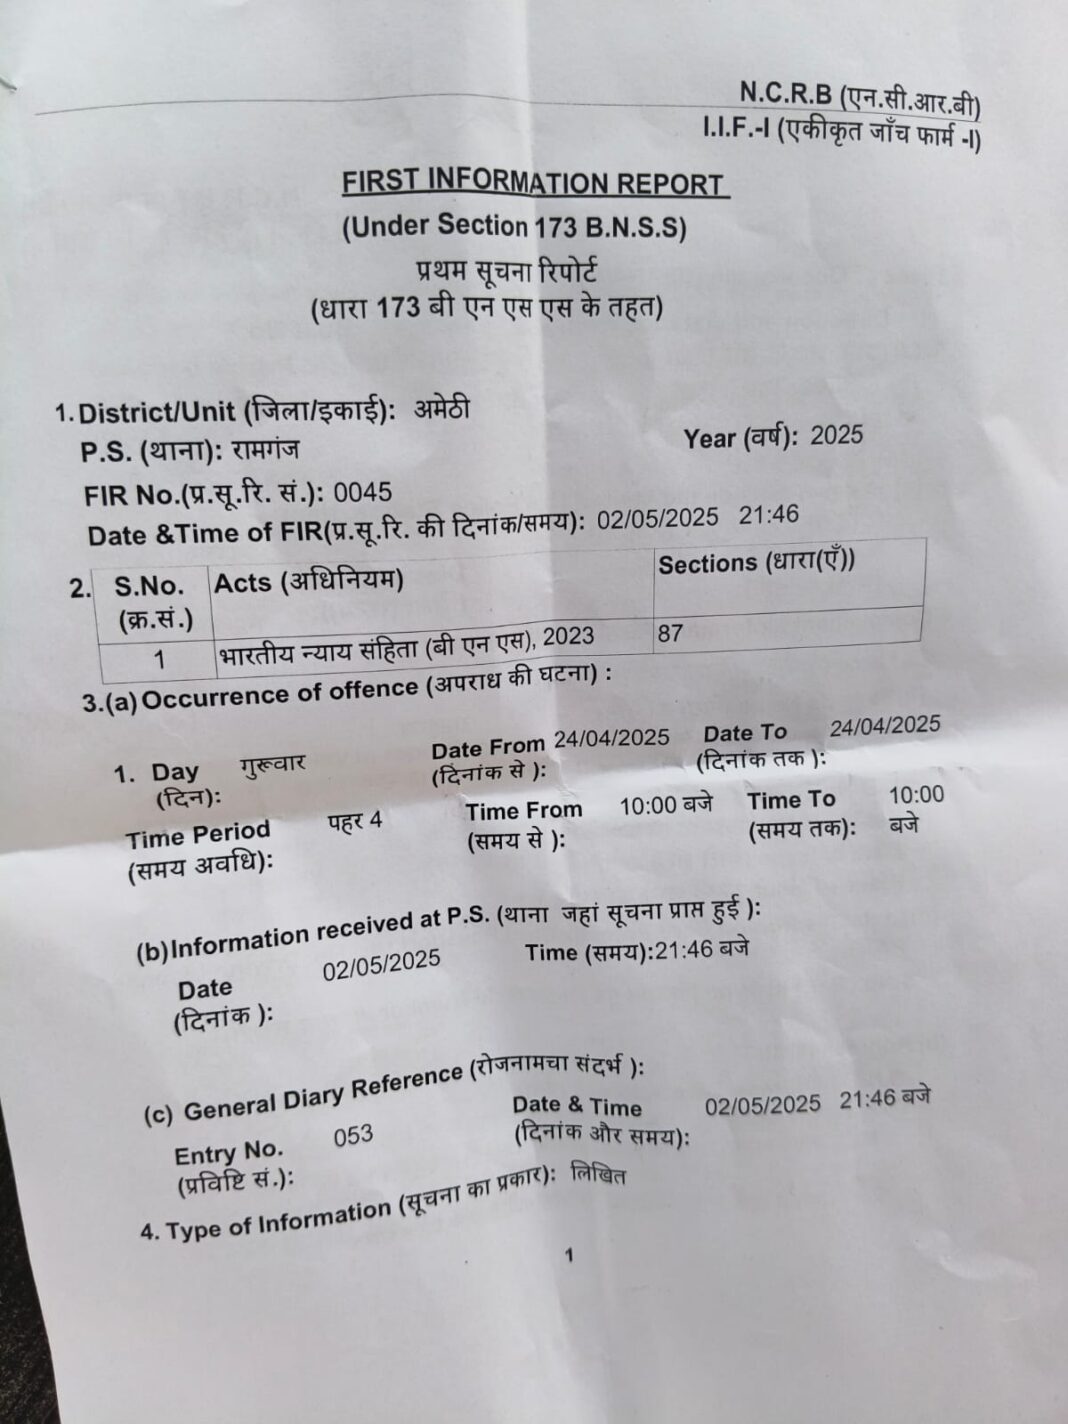 N.C.R.B (एन.सी.आर.बी)
I.I.F.-I (एकीकृत जाँच फार्म -I)
FIRST INFORMATION REPORT
(Under Section 173 B.N.S.S)
प्रथम सूचना रिपोर्ट
(धारा 173 बी एन एस एस के तहत)
1. District/Unit (जिला/इकाई): अमेठी
P.S. (थाना): रामगंज Year (वर्ष): 2025
FIR No.(प्र.सू.रि. सं.): 0045
Date &Time of FIR(प्र.सू.रि. की दिनांक/समय): 02/05/2025 21:46
2. S.No. Acts (अधिनियम) Sections (धारा(एँ))
(क्र.सं.)
1 भारतीय न्याय संहिता (बी एन एस), 2023 87
3.(a) Occurrence of offence (अपराध की घटना) :
1. Day गुरूवार Date From 24/04/2025 Date To 24/04/2025
(दिन): (दिनांक से ): (दिनांक तक ):
Time Period पहर 4 Time From 10:00 बजे Time To 10:00
(समय अवधि): (समय से ): (समय तक): बजे
(b) Information received at P.S. (थाना जहां सूचना प्राप्त हुई ):
Date 02/05/2025 Time (समय):21:46 बजे
(दिनांक ):
(c) General Diary Reference (रोजनामचा संदर्भ ):
Entry No. 053 Date & Time 02/05/2025 21:46 बजे
(प्रविष्टि सं.): (दिनांक और समय):
4. Type of Information (सूचना का प्रकार): लिखित
1